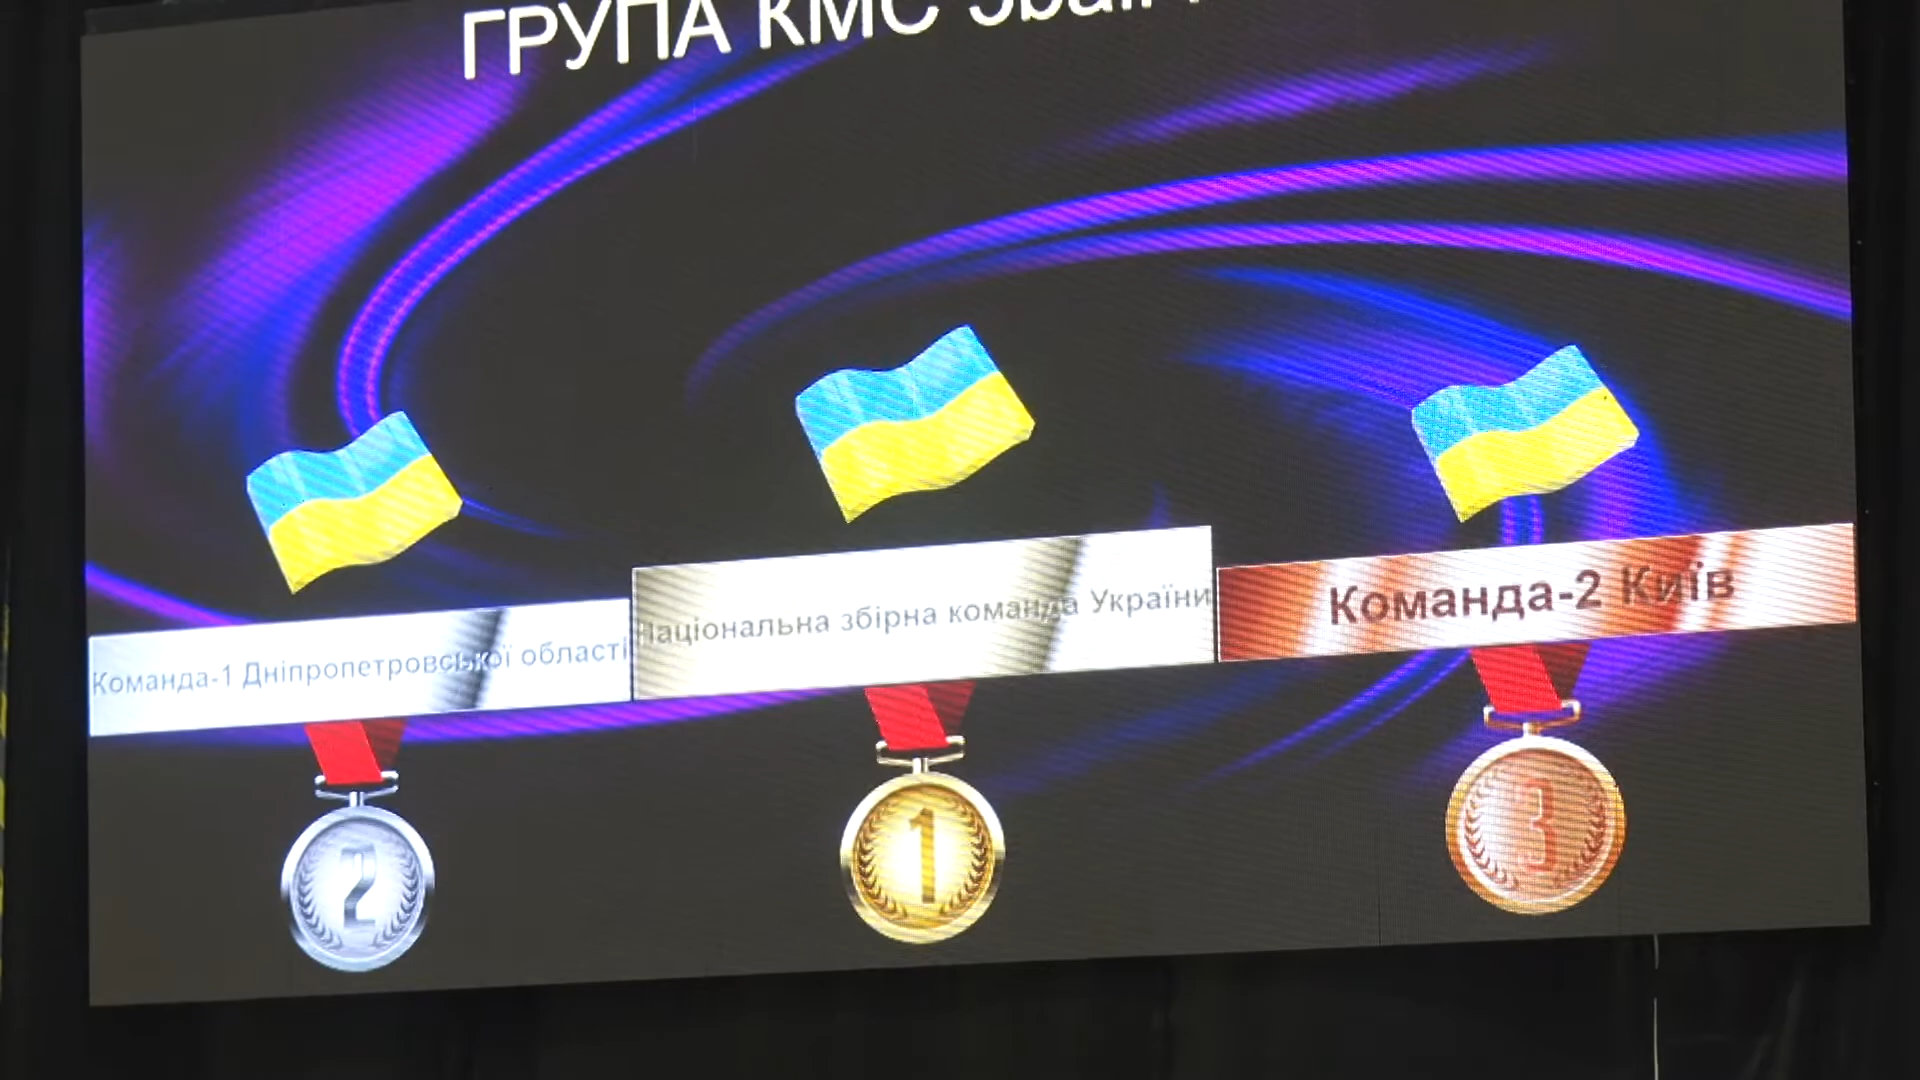 ГРУПА КМС
Команда-1 Дніпропетровської області
Національна збірна команда України
Команда-2 Київ
2
1
3